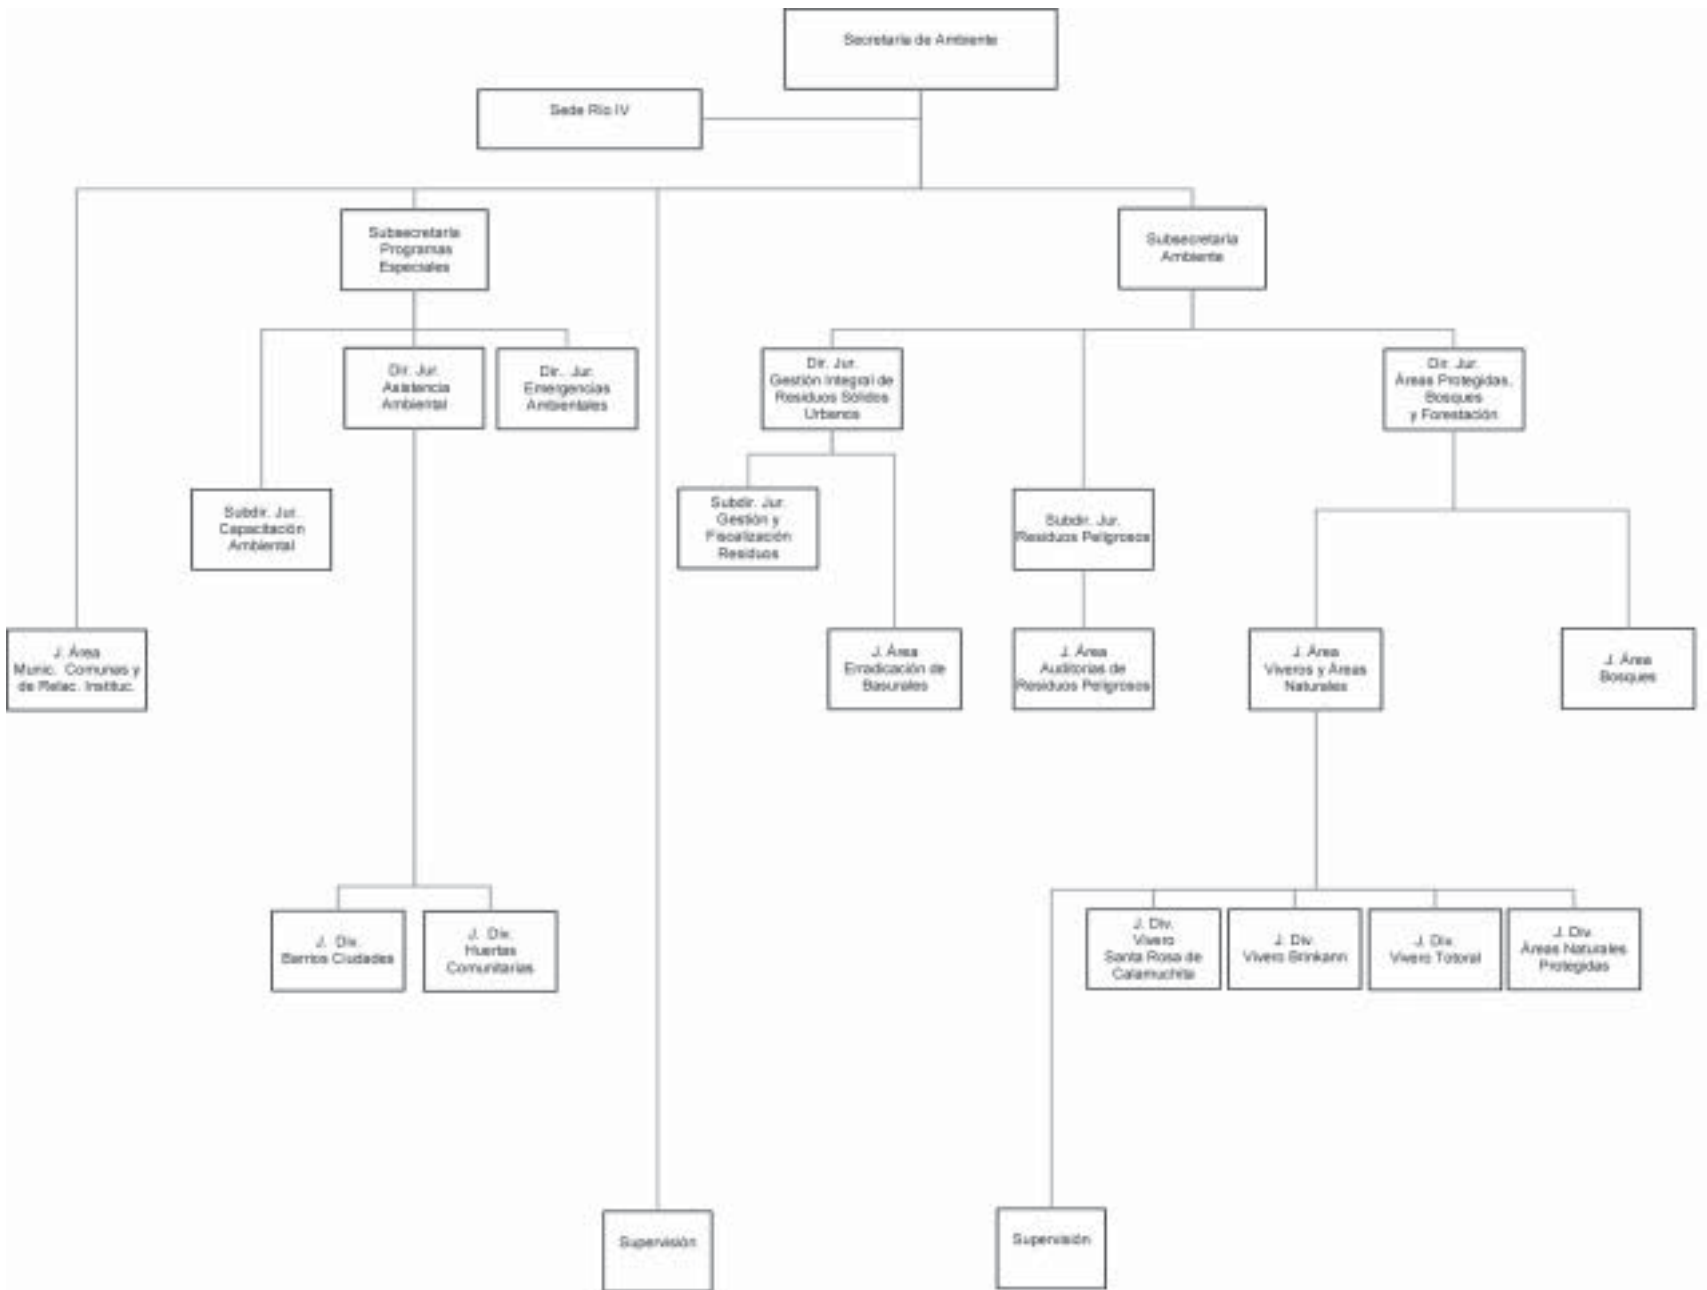 Secretaría de Ambiente
Sede Río IV
Subsecretaría
Programas
Especiales
Subsecretaría
Ambiente
Dir. Jur.
Asistencia
Ambiental
Dir.. Jur.
Emergencias
Ambientales
Dir. Jur.
Gestión Integral de
Residuos Sólidos
Urbanos
Dir. Jur.
Áreas Protegidas,
Bosques
y Forestación
Subdir. Jur.
Capacitación
Ambiental
Subdir. Jur.
Gestión y
Fiscalización
Residuos
Subdir. Jur.
Residuos Peligrosos
J. Área
Munic. Comunas y
de Relac. Instituc.
J. Área
Erradicación de
Basurales
J. Área
Auditorias de
Residuos Peligrosos
J. Área
Viveros y Áreas
Naturales
J. Área
Bosques
J. Div.
Barrios Ciudades
J. Div.
Huertas
Comunitarias
J. Div.
Vivero
Santa Rosa de
Calamuchita
J. Div.
Vivero Brinkann
J. Div.
Vivero Totoral
J. Div.
Áreas Naturales
Protegidas
Supervisión
Supervisión